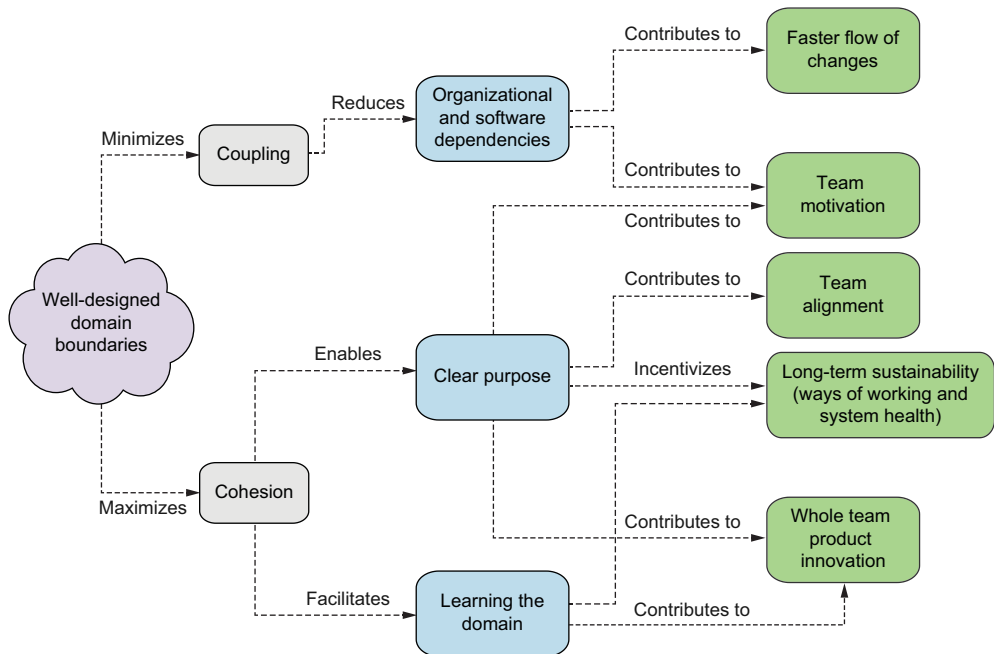 Contributes to
Faster flow of
changes
Reduces
Organizational
and software
dependencies
Minimizes
Coupling
Contributes to
Team
motivation
Contributes to
Well-designed
domain
boundaries
Contributes to
Team
alignment
Enables
Clear purpose
Incentivizes
Long-term sustainability
(ways of working and
system health)
Maximizes
Cohesion
Contributes to
Whole team
product
innovation
Facilitates
Learning the
domain
Contributes to